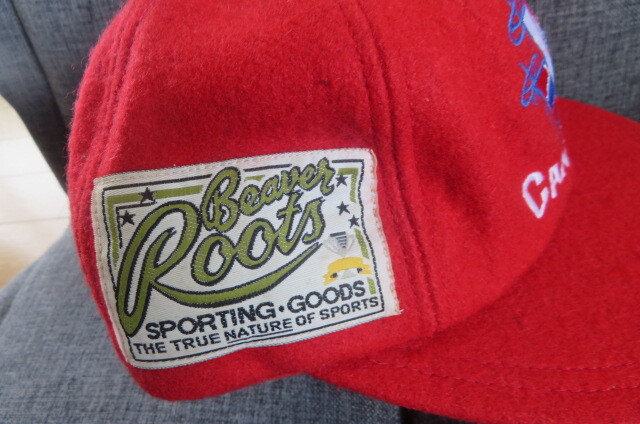 Beaver
Roots
SPORTING·GOODS
THE TRUE NATURE OF SPORTS